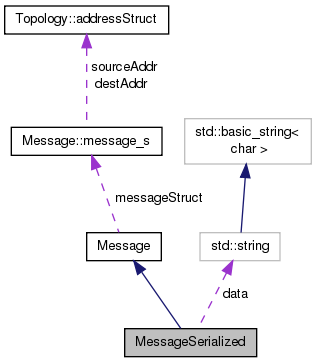 Topology::addressStruct
sourceAddr
destAddr
Message::message_s
std::basic_string<
char >
messageStruct
Message
std::string
data
MessageSerialized